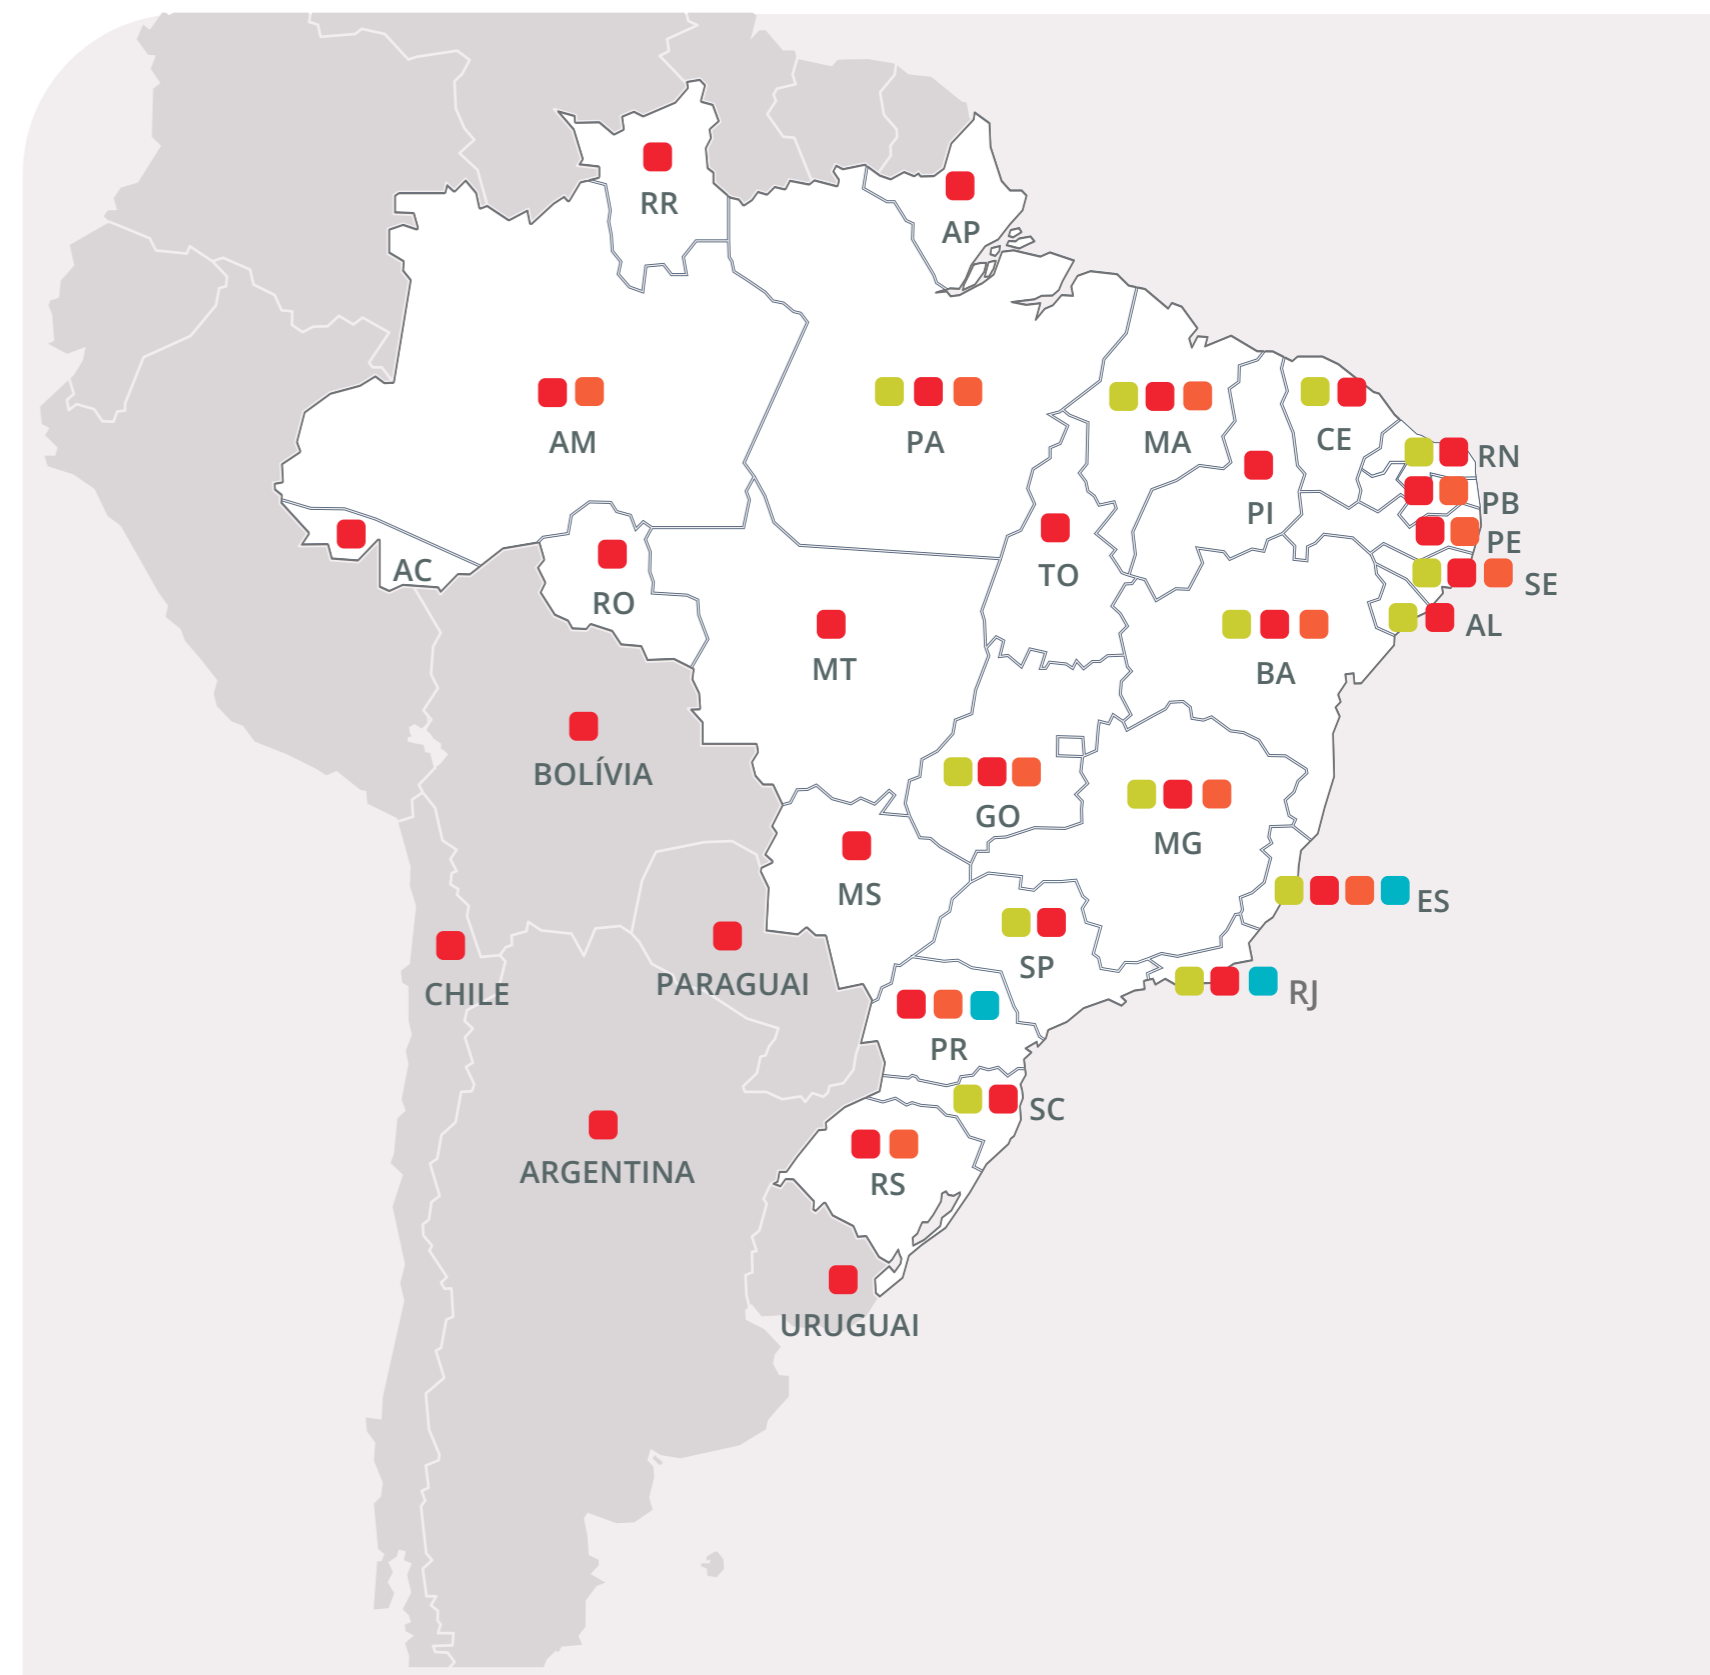 RR
AP
AM
PA
MA
CE
RN
PB
PI
PE
AC
TO
SE
RO
AL
MT
BA
BOLÍVIA
GO
MG
MS
ES
SP
PARAGUAI
CHILE
RJ
PR
SC
ARGENTINA
RS
URUGUAI